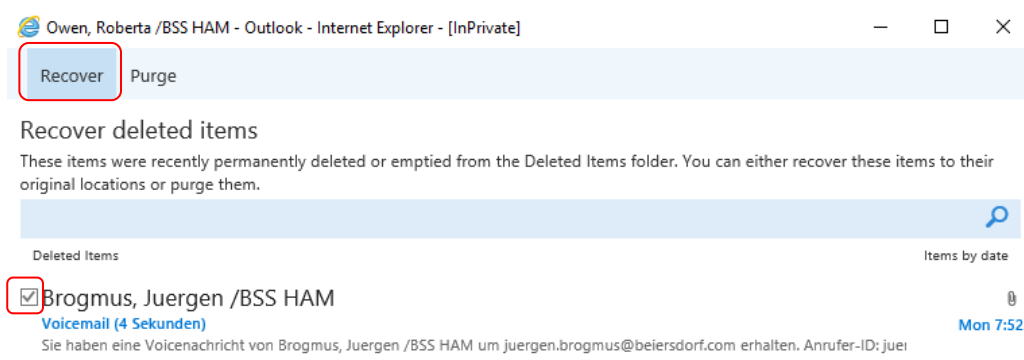 Owen, Roberta /BSS HAM - Outlook - Internet Explorer - [InPrivate]
Recover Purge
Recover deleted items
These items were recently permanently deleted or emptied from the Deleted Items folder. You can either recover these items to their
original locations or purge them.
Deleted Items Items by date
Brogmus, Juergen /BSS HAM
Voicemail (4 Sekunden) Mon 7:52
Sie haben eine Voicenachricht von Brogmus, Juergen /BSS HAM um juergen.brogmus@beiersdorf.com erhalten. Anrufer-ID: